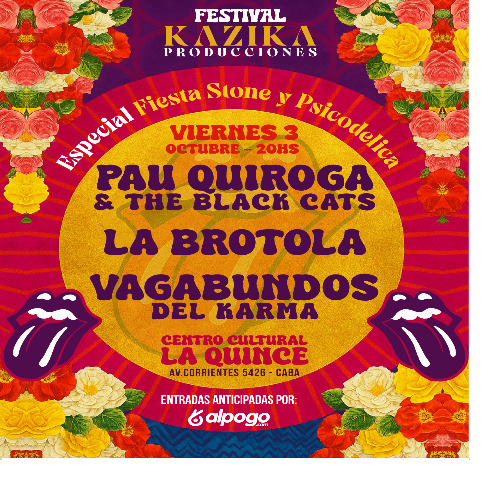 FESTIVAL
KAZIKA
PRODUCCIONES
Especial Fiesta Stone y Psicodelica
VIERNES 3
OCTUBRE - 20HS
PAU QUIROGA
& THE BLACK CATS
LA BROTOLA
VAGABUNDOS
DEL KARMA
CENTRO CULTURAL
LA QUINCE
AV.CORRIENTES 5426 - CABA
ENTRADAS ANTICIPADAS POR:
alpogo
.com